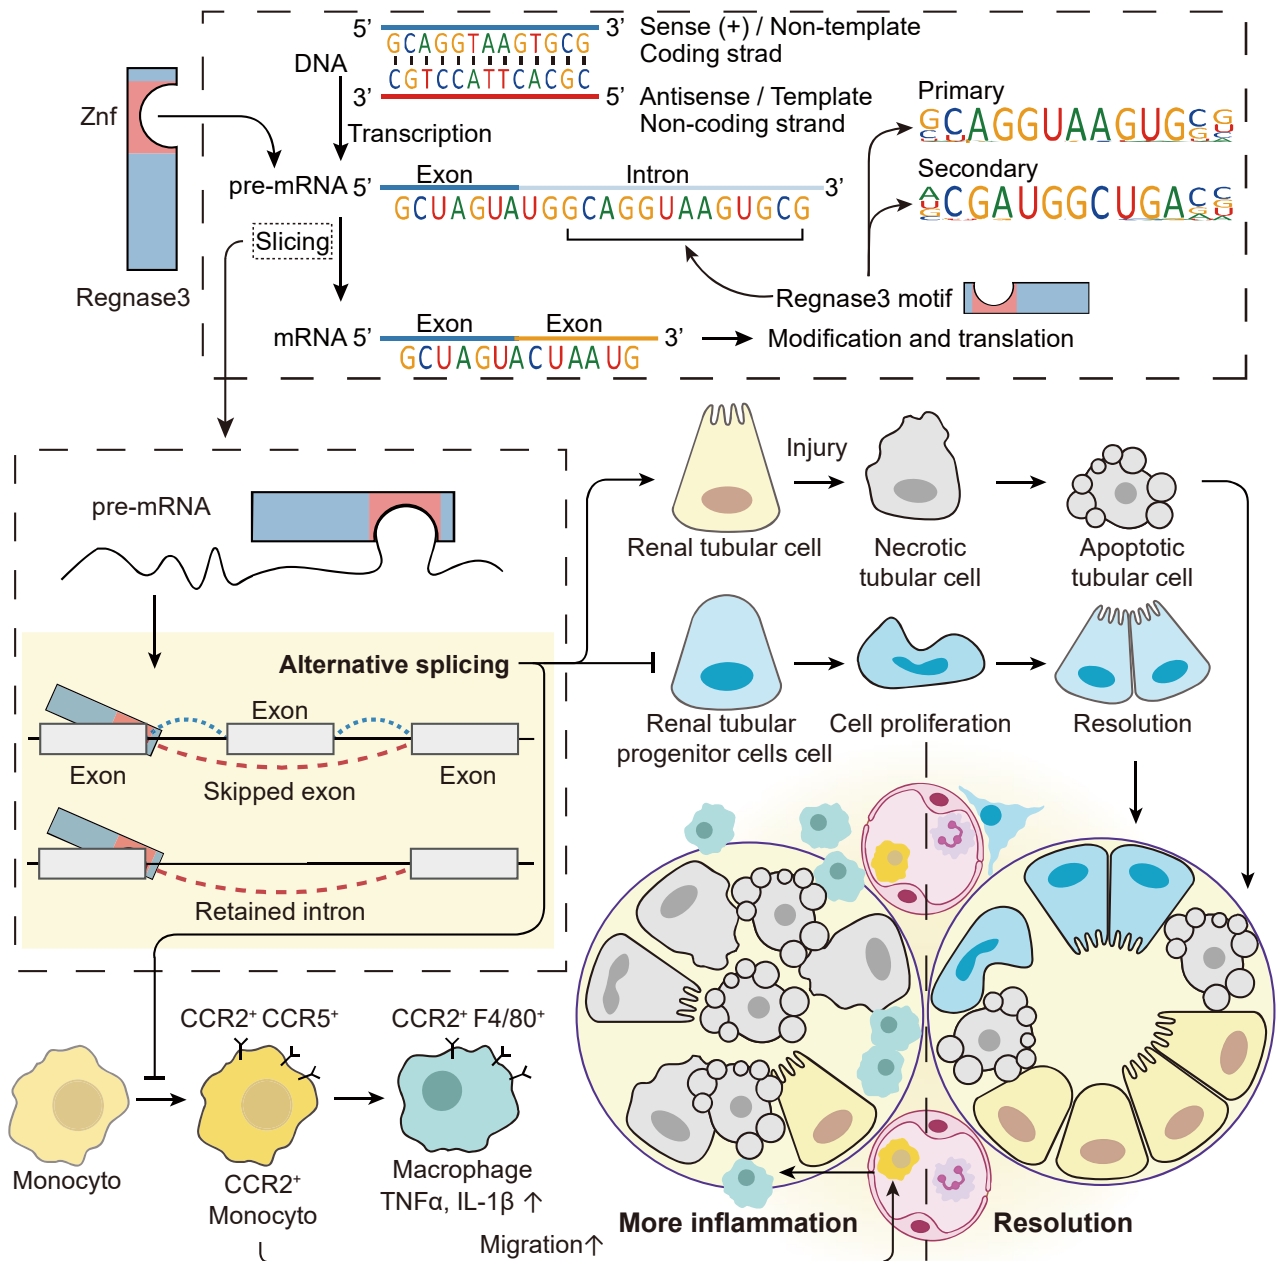 5’ GCAGGTAAGTGCG 3’
Sense (+) / Non-template
Coding strad
DNA
CGTCCATTCACGC
3’ 5’
Antisense / Template
Non-coding strand
Znf
Transcription
Primary
GCAGGUAAGUGCG
Secondary
ACGAUGGCUGACC
pre-mRNA 5’ Exon Intron 3’
GCUAGUAUGGCAGGUAAGUGCG
Slicing
Regnase3
Regnase3 motif
mRNA 5’ Exon Exon 3’
Modification and translation
GCUAGUACUAAUG
pre-mRNA
Injury
Renal tubular cell
Necrotic
tubular cell
Apoptotic
tubular cell
Alternative splicing
Exon
Exon
Exon
Skipped exon
Retained intron
Renal tubular
progenitor cells cell
Cell proliferation
Resolution
CCR2⁺ CCR5⁺
CCR2⁺ F4/80⁺
Monocyto
CCR2⁺
Monocyto
Macrophage
TNFα, IL-1β ↑
Migration↑
More inflammation
Resolution